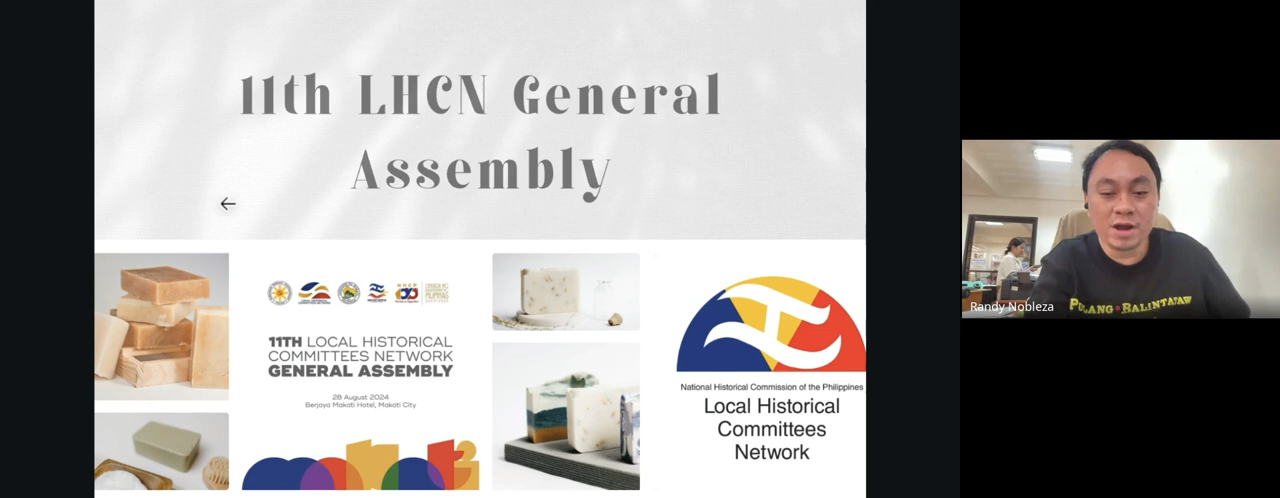 11th LHCN General
Assembly
11TH LOCAL HISTORICAL
COMMITTEES NETWORK
GENERAL ASSEMBLY
28 August 2024
Berjaya Makati Hotel, Makati City
National Historical Commission of the Philippines
Local Historical
Committees
Network
PULANG BALINTATAW
Randy Nobleza